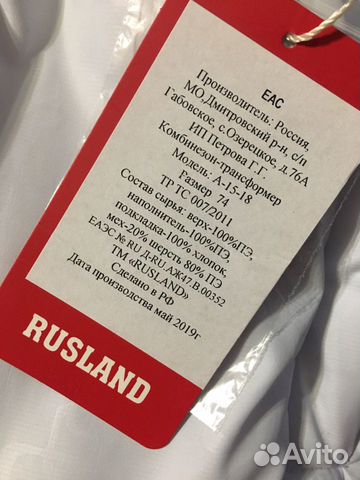 ЕАС
Производитель: Россия,
МО, Дмитровский р-н, с/п
Габовское, с.Озерецкое, д.76А
ИП Петрова Г.Г.
Комбинезон-трансформер
Модель: А-15-18
Размер 74
ТР ТС 007/2011
Состав сырья: верх-100%ПЭ,
наполнитель-100%ПЭ,
подкладка-100% хлопок,
мех-20% шерсть 80% ПЭ
ЕАЭС № RU Д-RU.АЖ47.В.00352
ТМ «RUSLAND»
Сделано в РФ
Дата производства май 2019г
RUSLAND
Avito